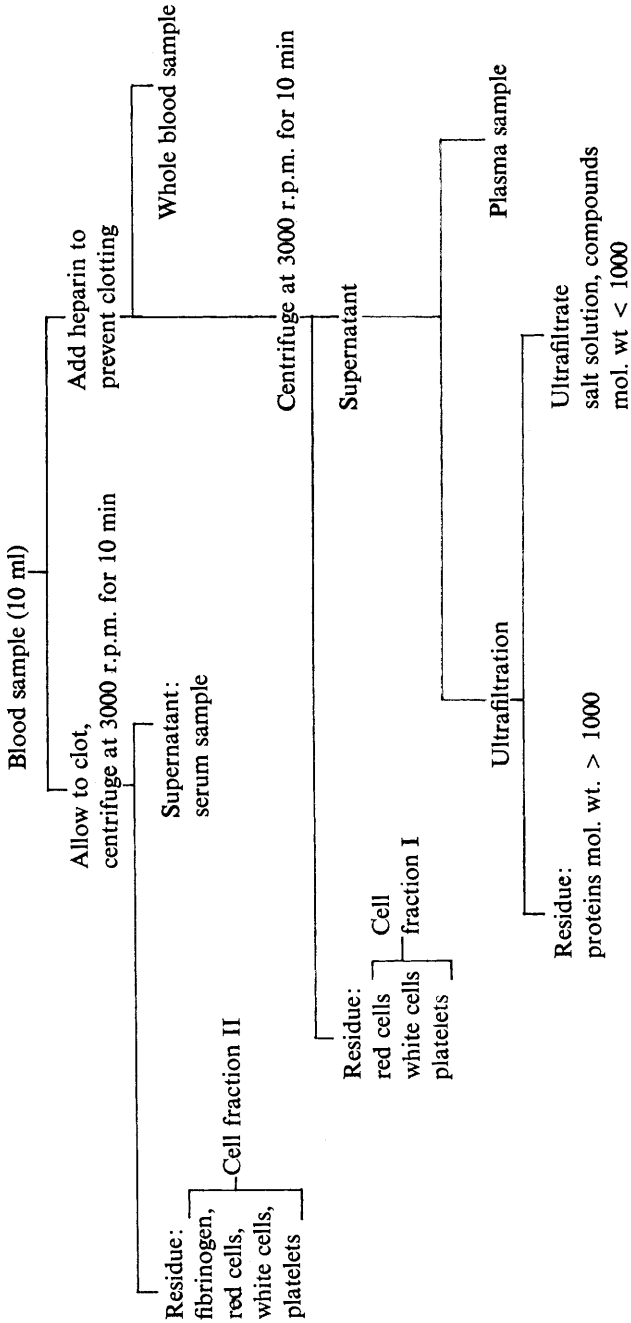 Blood sample (10 ml)
Allow to clot,
centrifuge at 3000 r.p.m. for 10 min
Add heparin to
prevent clotting
Residue:
fibrinogen,
red cells,
white cells,
platelets
Cell fraction II
Supernatant:
serum sample
Whole blood sample
Centrifuge at 3000 r.p.m. for 10 min
Residue:
red cells
white cells
platelets
Cell
fraction I
Supernatant
Ultrafiltration
Plasma sample
Residue:
proteins mol. wt. > 1000
Ultrafiltrate
salt solution, compounds
mol. wt < 1000